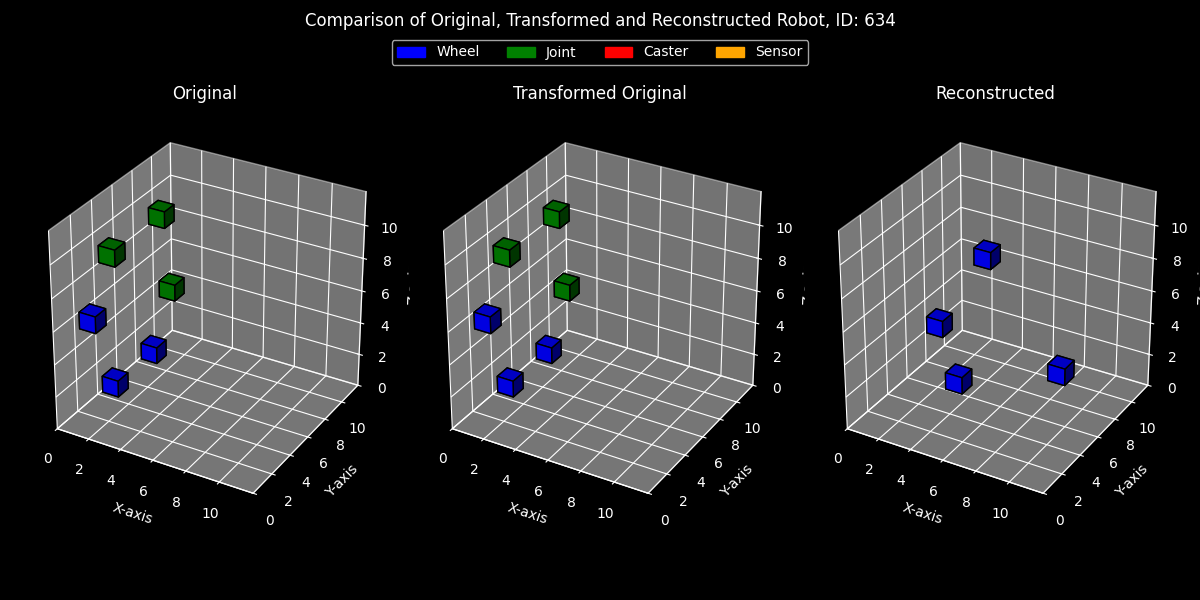 Comparison of Original, Transformed and Reconstructed Robot, ID: 634
Wheel Joint Caster Sensor
Original
0 2 4 6 8 10
X-axis
0 2 4 6 8 10
Y-axis
0 2 4 6 8 10
Transformed Original
0 2 4 6 8 10
X-axis
0 2 4 6 8 10
Y-axis
0 2 4 6 8 10
Reconstructed
0 2 4 6 8 10
X-axis
0 2 4 6 8 10
Y-axis
0 2 4 6 8 10